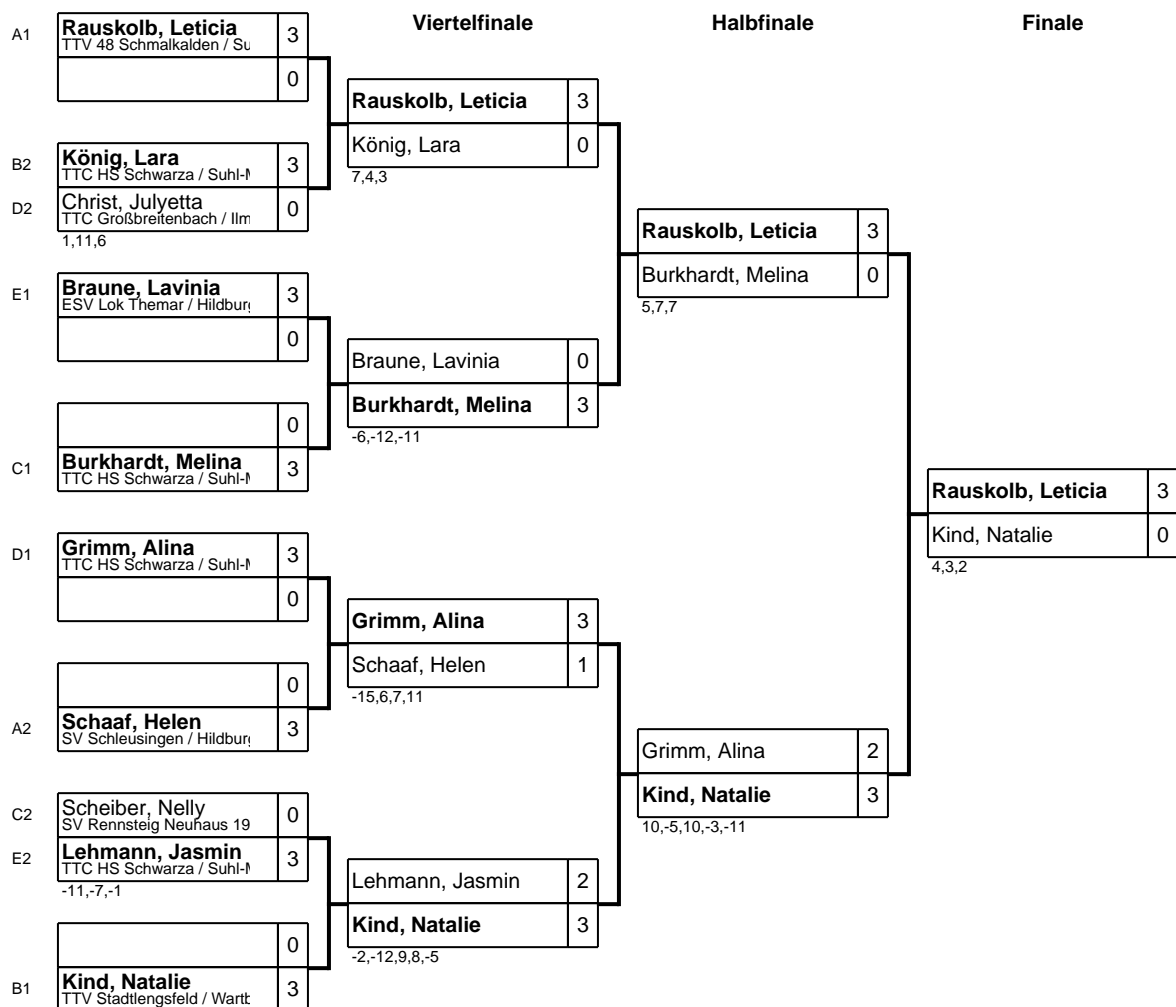 Viertelfinale
Halbfinale
Finale
A1
Rauskolb, Leticia
TTV 48 Schmalkalden / Su
3
0
B2
König, Lara
TTC HS Schwarza / Suhl-M
3
D2
Christ, Julyetta
TTC Großbreitenbach / Ilm
0
1,11,6
E1
Braune, Lavinia
ESV Lok Themar / Hildburg
3
0
0
C1
Burkhardt, Melina
TTC HS Schwarza / Suhl-M
3
D1
Grimm, Alina
TTC HS Schwarza / Suhl-M
3
0
0
A2
Schaaf, Helen
SV Schleusingen / Hildburg
3
C2
Scheiber, Nelly
SV Rennsteig Neuhaus 19
0
E2
Lehmann, Jasmin
TTC HS Schwarza / Suhl-M
3
-11,-7,-1
0
B1
Kind, Natalie
TTV Stadtlengsfeld / Wartb
3
Rauskolb, Leticia 3
König, Lara 0
7,4,3
Braune, Lavinia 0
Burkhardt, Melina 3
-6,-12,-11
Grimm, Alina 3
Schaaf, Helen 1
-15,6,7,11
Lehmann, Jasmin 2
Kind, Natalie 3
-2,-12,9,8,-5
Rauskolb, Leticia 3
Burkhardt, Melina 0
5,7,7
Grimm, Alina 2
Kind, Natalie 3
10,-5,10,-3,-11
Rauskolb, Leticia 3
Kind, Natalie 0
4,3,2